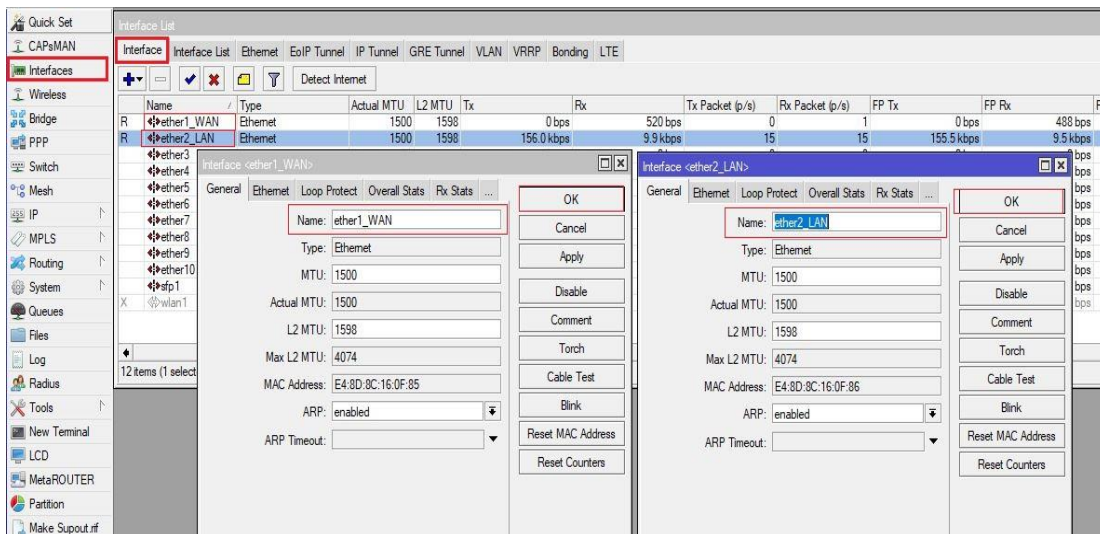 Quick Set
CAPsMAN
Interfaces
Wireless
Bridge
PPP
Switch
Mesh
IP
MPLS
Routing
System
Queues
Files
Log
Radius
Tools
New Terminal
LCD
MetaROUTER
Partition
Make Supout.rif
Interface List
Interface Interface List Ethernet EoIP Tunnel IP Tunnel GRE Tunnel VLAN VRRP Bonding LTE
Detect Internet
Name Type Actual MTU L2 MTU Tx Rx Tx Packet (p/s) Rx Packet (p/s) FP Tx FP Rx
R ether1_WAN Ethernet 1500 1598 0 bps 520 bps 0 1 0 bps 488 bps
R ether2_LAN Ethernet 1500 1598 156.0 kbps 9.9 kbps 15 15 155.5 kbps 9.5 kbps
ether3 bps
ether4 bps
ether5 bps
ether6 bps
ether7 bps
ether8 bps
ether9 bps
ether10 bps
sfp1 bps
X wlan1 bps
12 items (1 select
Interface <ether1_WAN>
General Ethernet Loop Protect Overall Stats Rx Stats ...
Name: ether1_WAN
Type: Ethernet
MTU: 1500
Actual MTU: 1500
L2 MTU: 1598
Max L2 MTU: 4074
MAC Address: E4:8D:8C:16:0F:85
ARP: enabled
ARP Timeout:
OK
Cancel
Apply
Disable
Comment
Torch
Cable Test
Blink
Reset MAC Address
Reset Counters
Interface <ether2_LAN>
General Ethernet Loop Protect Overall Stats Rx Stats ...
Name: ether2_LAN
Type: Ethernet
MTU: 1500
Actual MTU: 1500
L2 MTU: 1598
Max L2 MTU: 4074
MAC Address: E4:8D:8C:16:0F:86
ARP: enabled
ARP Timeout:
OK
Cancel
Apply
Disable
Comment
Torch
Cable Test
Blink
Reset MAC Address
Reset Counters